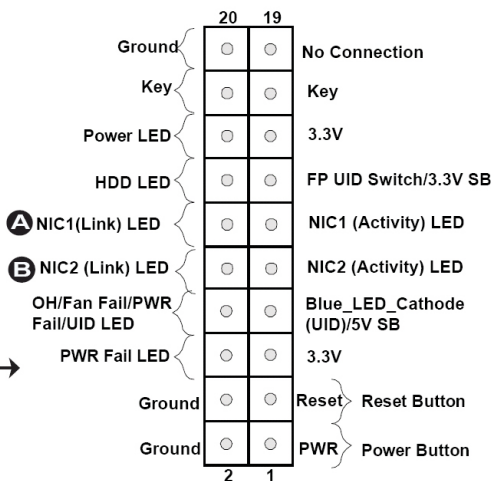 20 19
Ground No Connection
Key Key
Power LED 3.3V
HDD LED FP UID Switch/3.3V SB
A NIC1(Link) LED NIC1 (Activity) LED
B NIC2 (Link) LED NIC2 (Activity) LED
OH/Fan Fail/PWR Blue_LED_Cathode
Fail/UID LED (UID)/5V SB
PWR Fail LED 3.3V
Ground Reset Reset Button
Ground PWR Power Button
2 1